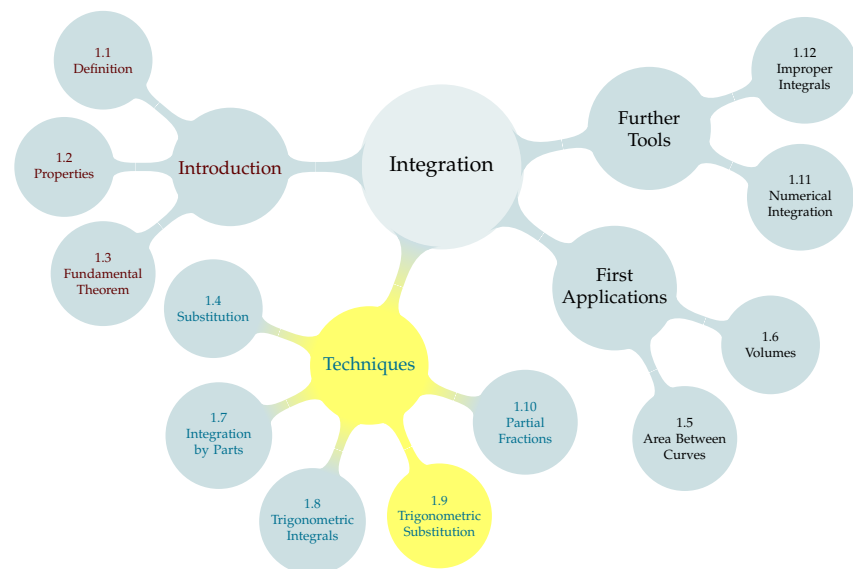 Integration
Introduction
1.1
Definition
1.2
Properties
1.3
Fundamental
Theorem
Techniques
1.4
Substitution
1.7
Integration
by Parts
1.8
Trigonometric
Integrals
1.9
Trigonometric
Substitution
1.10
Partial
Fractions
First
Applications
1.5
Area Between
Curves
1.6
Volumes
Further
Tools
1.11
Numerical
Integration
1.12
Improper
Integrals